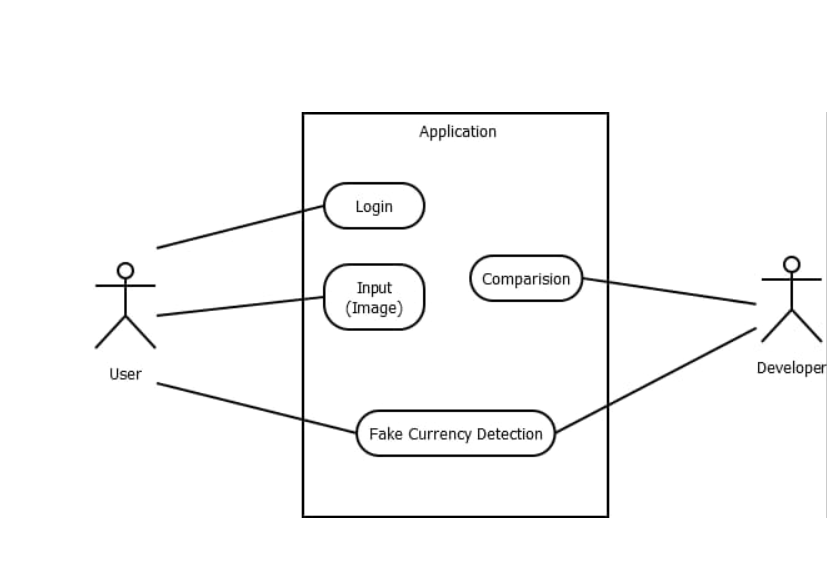 Application
Login
Input
(Image)
Comparision
User
Developer
Fake Currency Detection